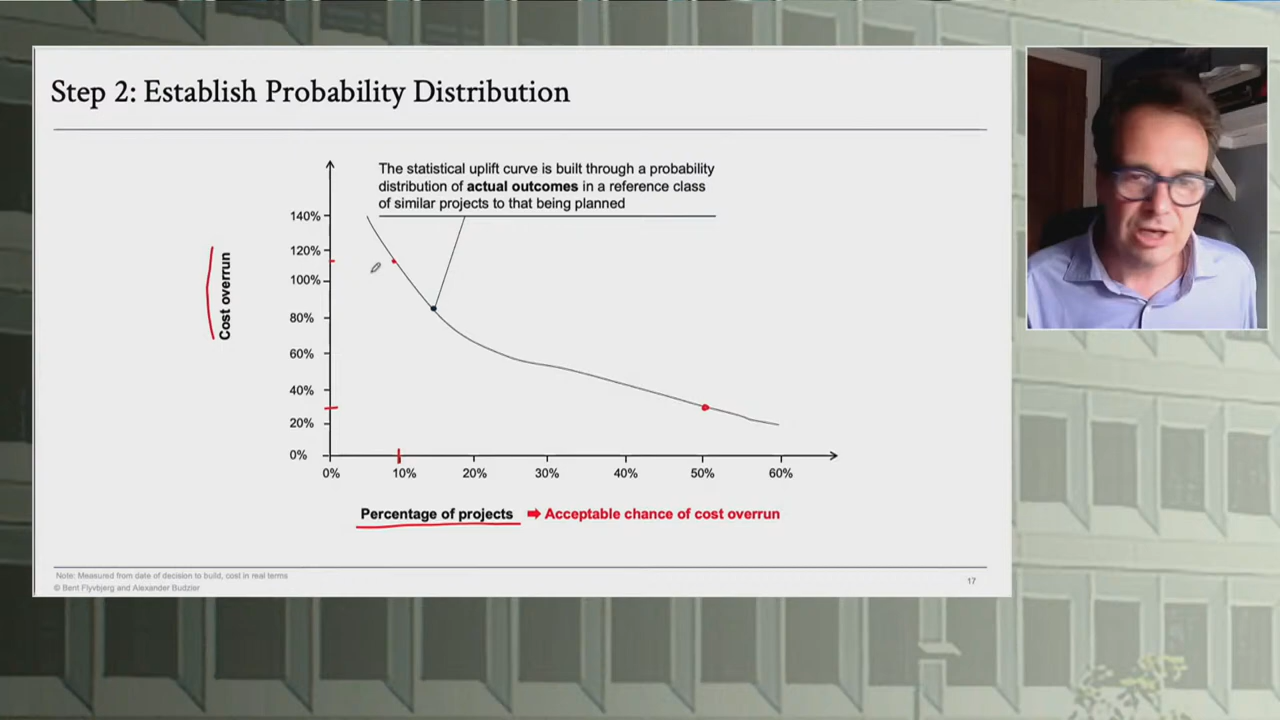 Step 2: Establish Probability Distribution
The statistical uplift curve is built through a probability
distribution of actual outcomes in a reference class
of similar projects to that being planned
140%
120%
100%
80%
60%
40%
20%
0%
Cost overrun
0%
10%
20%
30%
40%
50%
60%
Percentage of projects ➡ Acceptable chance of cost overrun
Note: Measured from date of decision to build, cost in real terms
© Bent Flyvbjerg and Alexander Budzier
17